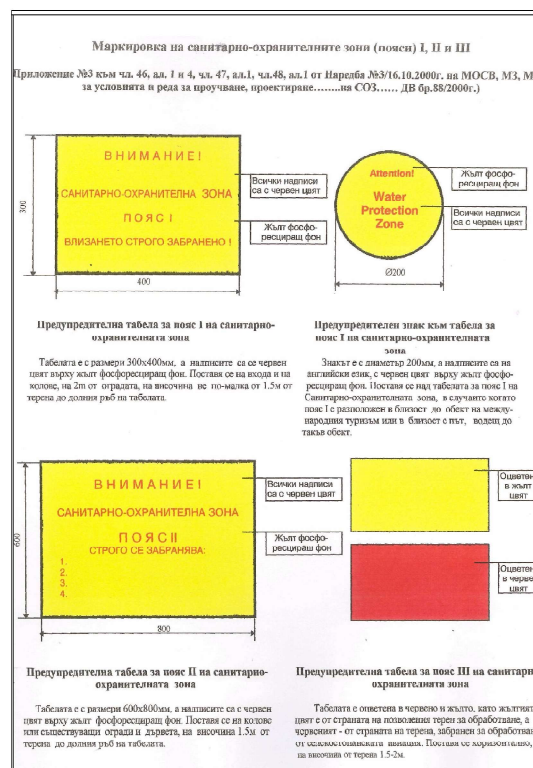 Маркировка на санитарно-охранителните зони (пояси) I, II и III
Приложение №3 към чл. 46, ал. 1 и 4, чл. 47, ал.1, чл.48, ал.1 от Наредба №3/16.10.2000г. на МОСВ, МЗ, М
за условията и реда за проучване, проектиране........на СОЗ...... ДВ бр.88/2000г.)
ВНИМАНИЕ!
САНИТАРНО-ОХРАНИТЕЛНА ЗОНА
ПОЯС I
ВЛИЗАНЕТО СТРОГО ЗАБРАНЕНО !
300
400
Всички надписи
са с червен цвят
Жълт фосфо-
ресциращ фон
Attention!
Water
Protection
Zone
Ø200
Жълт фосфо-
ресциращ фон
Всички надписи
са с червен цвят
Предупредителна табела за пояс I на санитарно-
охранителната зона
Табелата е с размери 300х400мм, а надписите са се червен
цвят върху жълт фосфоресциращ фон. Поставя се на входа и на
колове, на 2m от оградата, на височина не по-малка от 1.5м от
терена до долния ръб на табелата.
Предупредителен знак към табела за
пояс I на санитарно-охранителната
зона
Знакът е с диаметър 200мм, а надписите са на
английски език, с червен цвят върху жълт фосфо-
ресциращ фон. Поставя се над табелата за пояс I на
Санитарно-охранителната зона, в случаите когато
пояс I е разположен в близост до обект на между-
народния туризъм или в близост с път, водещ до
такъв обект.
ВНИМАНИЕ!
САНИТАРНО-ОХРАНИТЕЛНА ЗОНА
ПОЯС II
СТРОГО СЕ ЗАБРАНЯВА:
1.
2.
3.
4.
600
800
Всички надписи
са с червен цвят
Жълт фосфо-
ресциращ фон
Оцветен
в жълт
цвят
Оцветен
в черве
цвят
Предупредителна табела за пояс II на санитарно-
охранителната зона
Табелата е с размери 600х800мм, а надписите са с червен
цвят върху жълт фосфоресциращ фон. Поставя се на колове
или съществуващи огради и дървета, на височина 1.5м от
терена до долния ръб на табелата.
Предупредителна табела за пояс III на санитарн
охранителната зона
Табелата е оцветена в червено и жълто, като жълтият
цвят е от страната на позволения терен за обработване, а
червеният - от страната на терена, забранен за обработван
от селскостопанската авиация. Поставя се хоризонтално,
на височина от терена 1.5-2м.